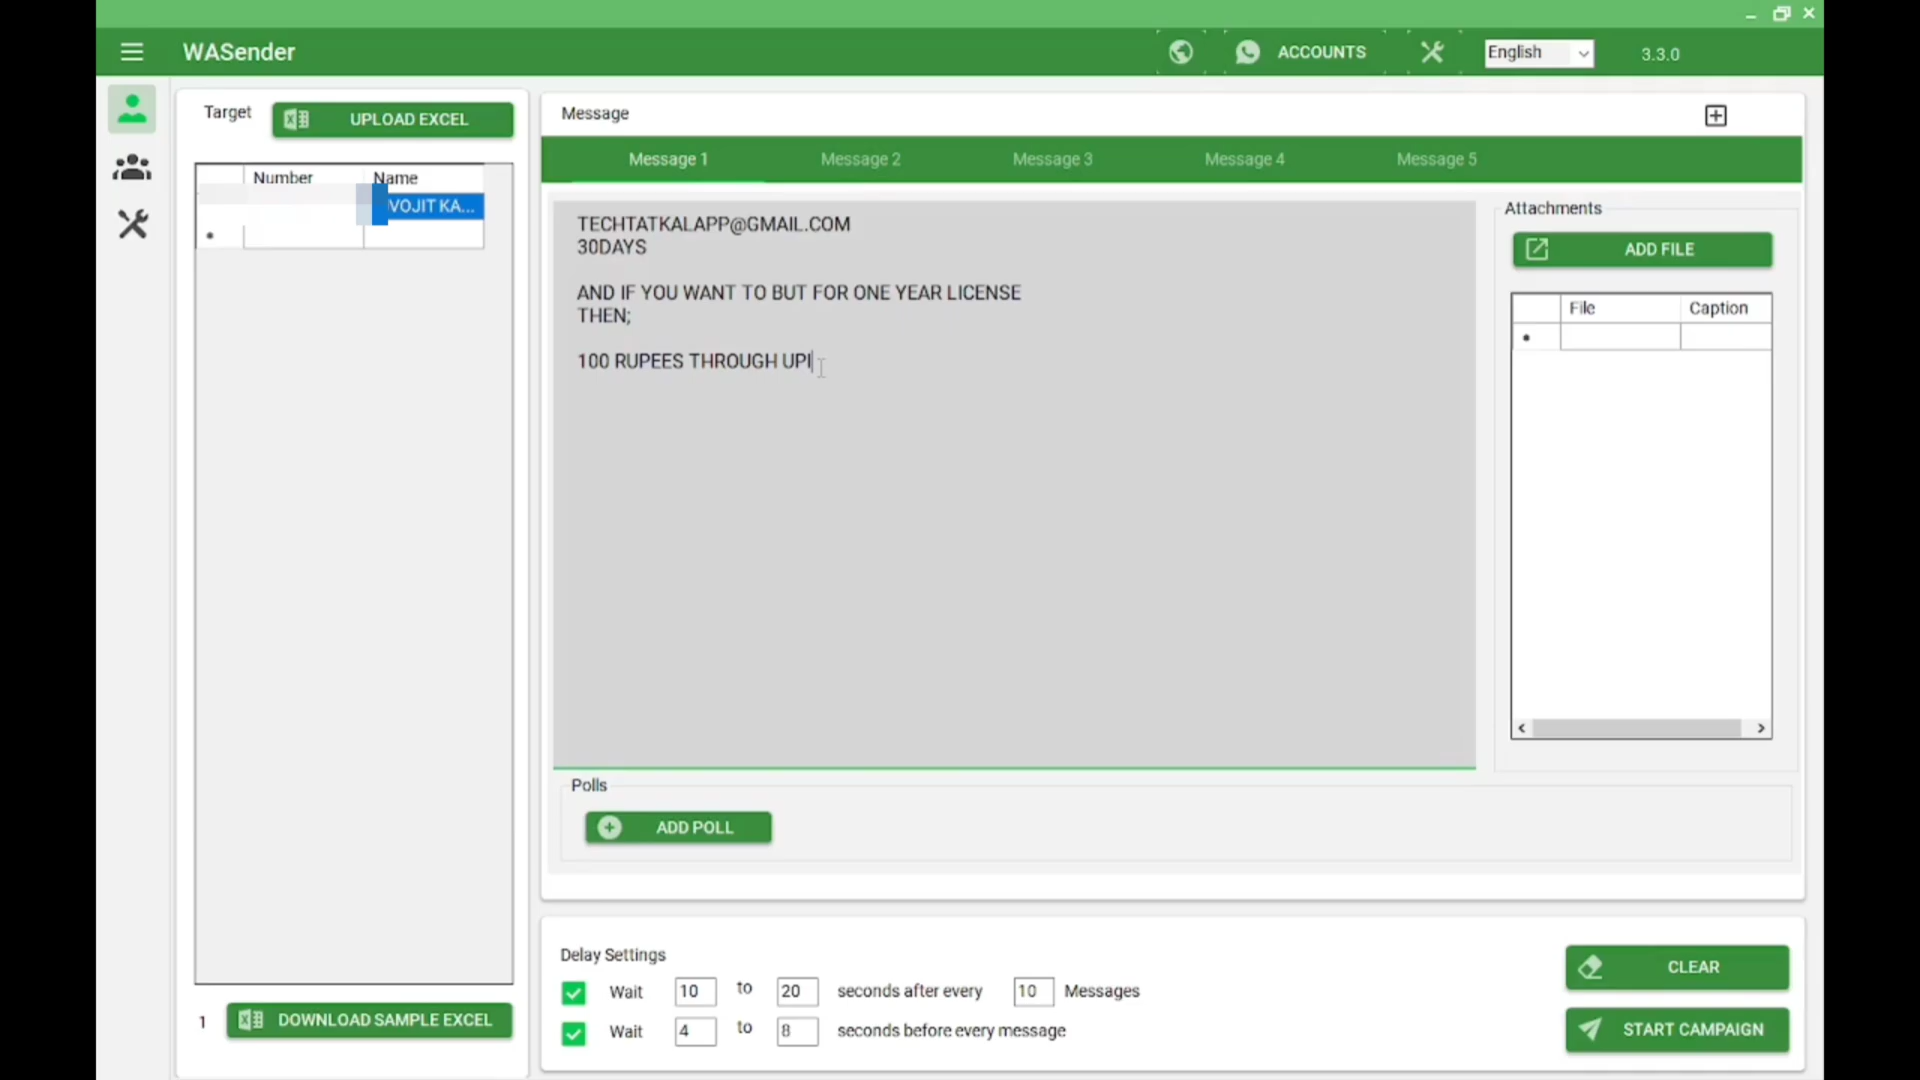 WASender
ACCOUNTS
English
3.3.0
Target
UPLOAD EXCEL
Number Name
VOJIT KA...
1
DOWNLOAD SAMPLE EXCEL
Message
Message 1 Message 2 Message 3 Message 4 Message 5
TECHTATKALAPP@GMAIL.COM
30DAYS
AND IF YOU WANT TO BUT FOR ONE YEAR LICENSE
THEN;
100 RUPEES THROUGH UPI
Attachments
ADD FILE
File Caption
Polls
ADD POLL
Delay Settings
Wait 10 to 20 seconds after every 10 Messages
Wait 4 to 8 seconds before every message
CLEAR
START CAMPAIGN